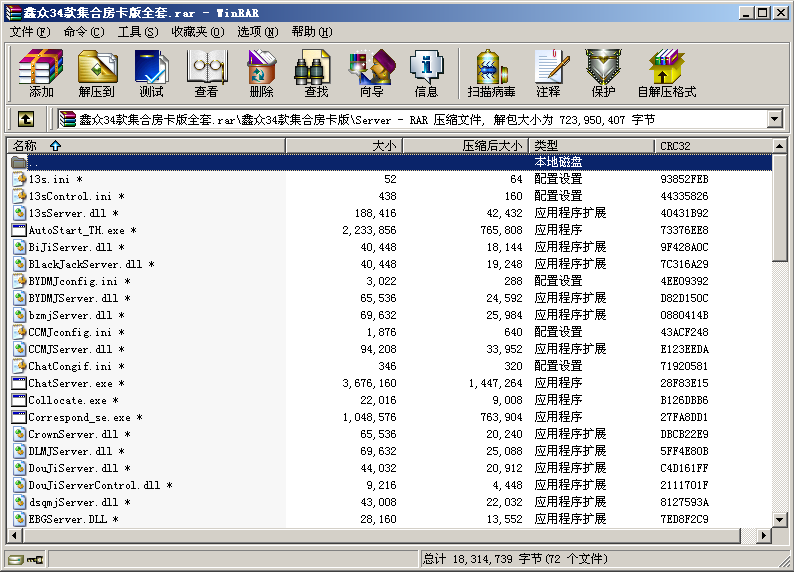 鑫众34款集合房卡版全套.rar - WinRAR
文件(F) 命令(C) 工具(S) 收藏夹(O) 选项(N) 帮助(H)
添加 解压到 测试 查看 删除 查找 向导 信息 扫描病毒 注释 保护 自解压格式
鑫众34款集合房卡版全套.rar\鑫众34款集合房卡版\Server - RAR 压缩文件, 解包大小为 723,950,407 字节
名称 大小 压缩后大小 类型 CRC32
.. 本地磁盘
13s.ini * 52 64 配置设置 93852FEB
13sControl.ini * 438 160 配置设置 44335826
13sServer.dll * 188,416 42,432 应用程序扩展 40431B92
AutoStart_TH.exe * 2,233,856 765,808 应用程序 73376EE8
BiJiServer.dll * 40,448 18,144 应用程序扩展 9F428A0C
BlackJackServer.dll * 40,448 19,248 应用程序扩展 7C316A29
BYDMJconfig.ini * 3,022 288 配置设置 4EE09392
BYDMJServer.dll * 65,536 24,592 应用程序扩展 D82D150C
bzmjServer.dll * 69,632 25,984 应用程序扩展 0880414B
CCMJconfig.ini * 1,876 640 配置设置 43ACF248
CCMJServer.dll * 94,208 33,952 应用程序扩展 E123EEDA
ChatCongif.ini * 346 320 配置设置 71920581
ChatServer.exe * 3,676,160 1,447,264 应用程序 28F83E15
Collocate.exe * 22,016 9,008 应用程序 B126DBB6
Correspond_se.exe * 1,048,576 763,904 应用程序 27FA8DD1
CrownServer.dll * 65,536 20,240 应用程序扩展 DBCB22E9
DLMJServer.dll * 69,632 25,088 应用程序扩展 5FF4E80B
DouJiServer.dll * 44,032 20,912 应用程序扩展 C4D161FF
DouJiServerControl.dll * 9,216 4,448 应用程序扩展 2111701F
dsqmjServer.dll * 43,008 22,032 应用程序扩展 8127593A
EBGServer.DLL * 28,160 13,552 应用程序扩展 7ED8F2C9
总计 18,314,739 字节(72 个文件)